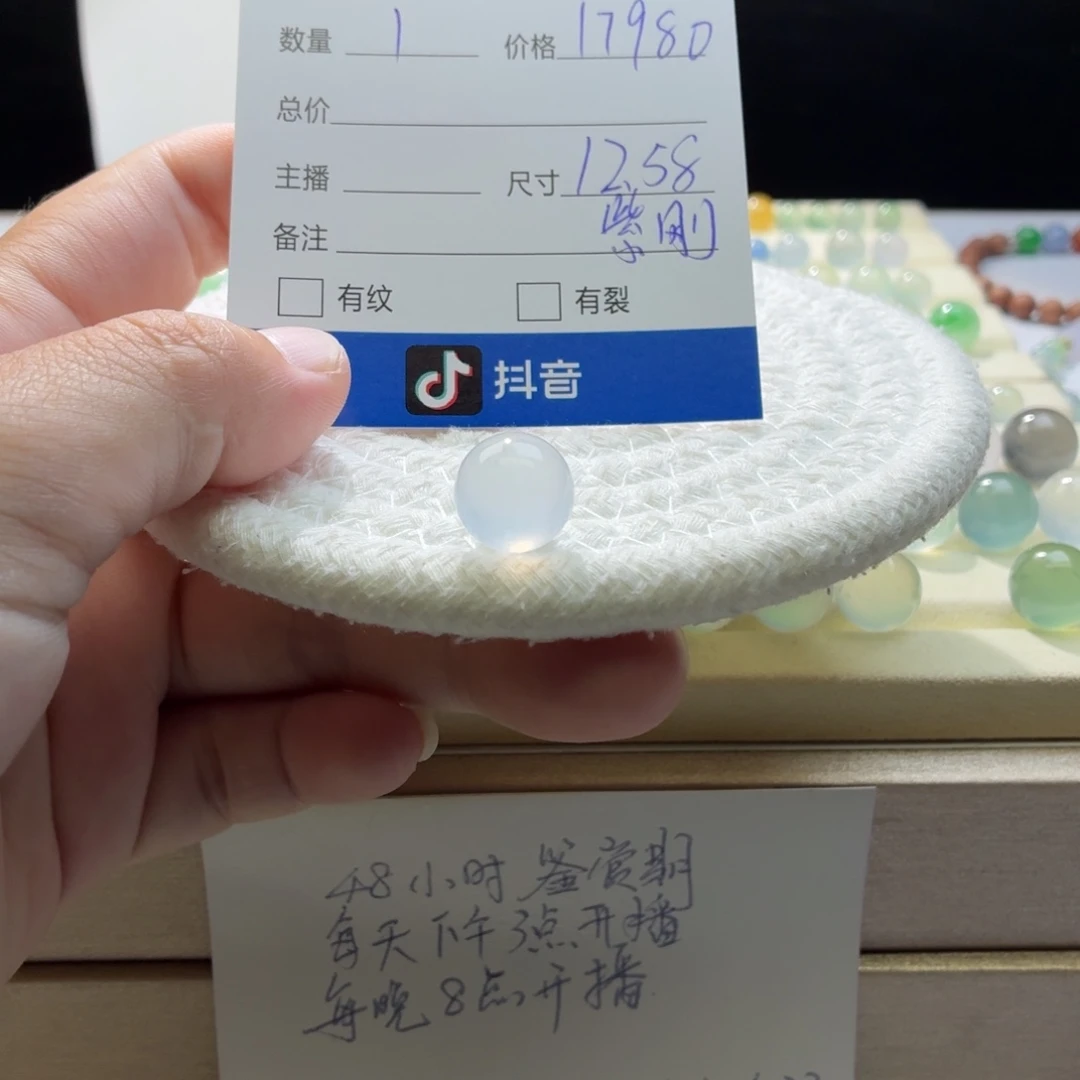 数量 1 价格 17980
总价
主播 尺寸 12.58
备注 紫刚
有纹 有裂
抖音
48小时鉴赏期
每天下午3点开播
每晚8点开播